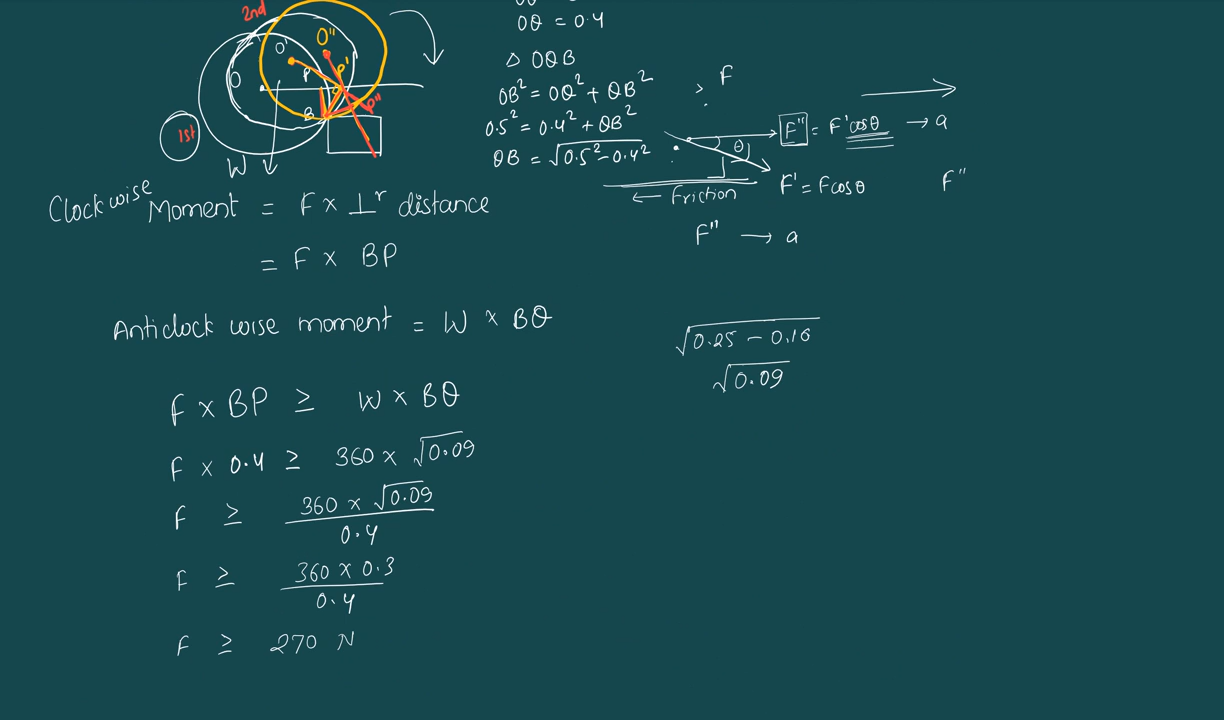 2nd
OQ = 0.4
O' O"
△ OQB
O P P'
OB² = OQ² + QB²
F
B P"
0.5² = 0.4² + QB²
F" = F'cosθ → a
1st
θ
QB = √0.5² - 0.4²
W
← Friction
F' = Fcosθ
F"
F" → a
Clockwise Moment = F × ⊥ʳ distance
= F × BP
Anticlock wise moment = W × BQ
√0.25 - 0.16
√0.09
F × BP ≥ W × BQ
F × 0.4 ≥ 360 × √0.09
F ≥ 360 × √0.09
0.4
F ≥ 360 × 0.3
0.4
F ≥ 270 N